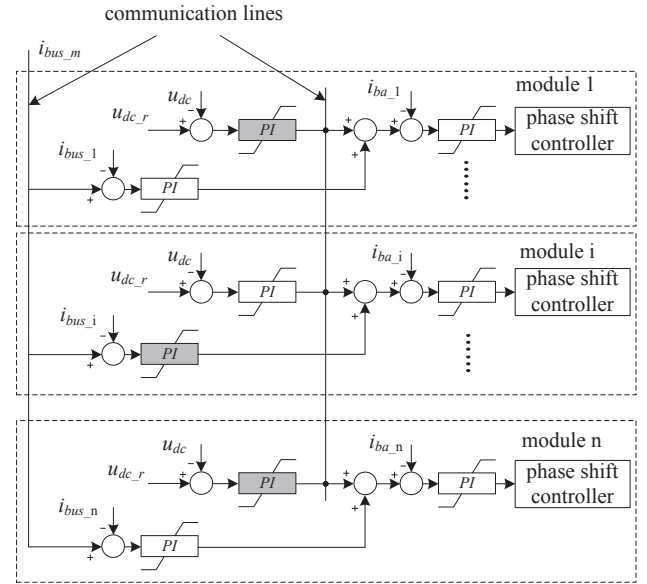 communication lines
i_bus_m
module 1
i_ba_1
u_dc
u_dc_r
PI
PI
phase shift
controller
i_bus_1
PI
module i
i_ba_i
u_dc
u_dc_r
PI
PI
phase shift
controller
i_bus_i
PI
module n
i_ba_n
u_dc
u_dc_r
PI
PI
phase shift
controller
i_bus_n
PI